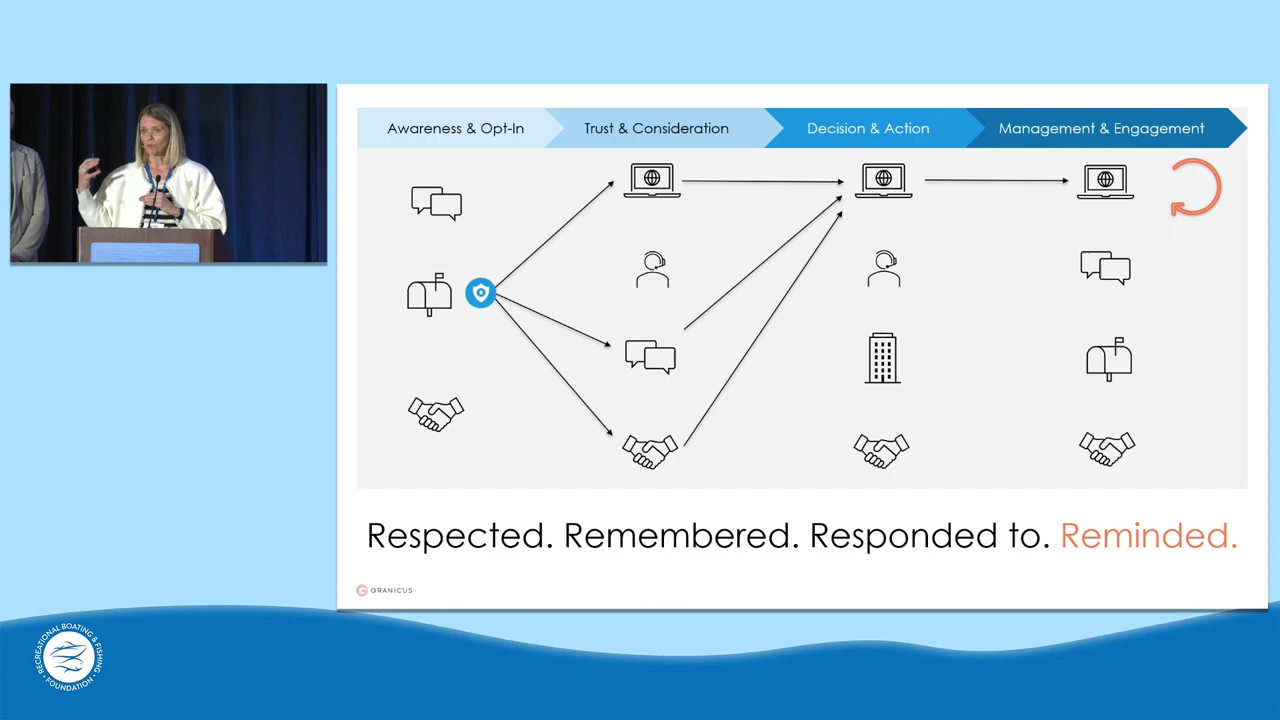 Awareness & Opt-In
Trust & Consideration
Decision & Action
Management & Engagement
Respected. Remembered. Responded to. Reminded.
GRANICUS
RECREATIONAL BOATING & FISHING
• FOUNDATION •